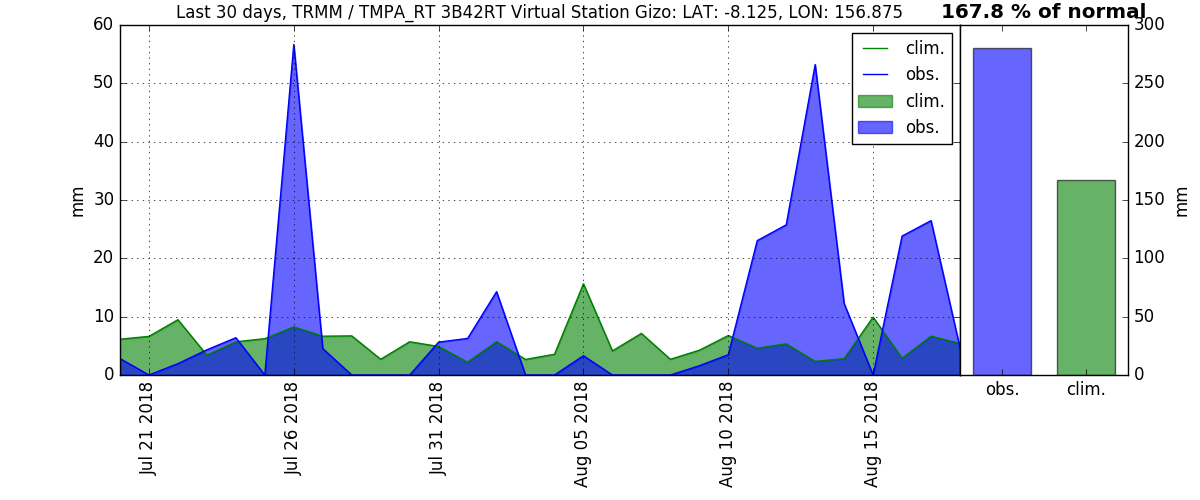 Last 30 days, TRMM / TMPA_RT 3B42RT Virtual Station Gizo: LAT: -8.125, LON: 156.875
167.8 % of normal
60
50
40
30
20
10
0
mm
clim.
obs.
clim.
obs.
300
250
200
150
100
50
0
mm
Jul 21 2018
Jul 26 2018
Jul 31 2018
Aug 05 2018
Aug 10 2018
Aug 15 2018
obs.
clim.